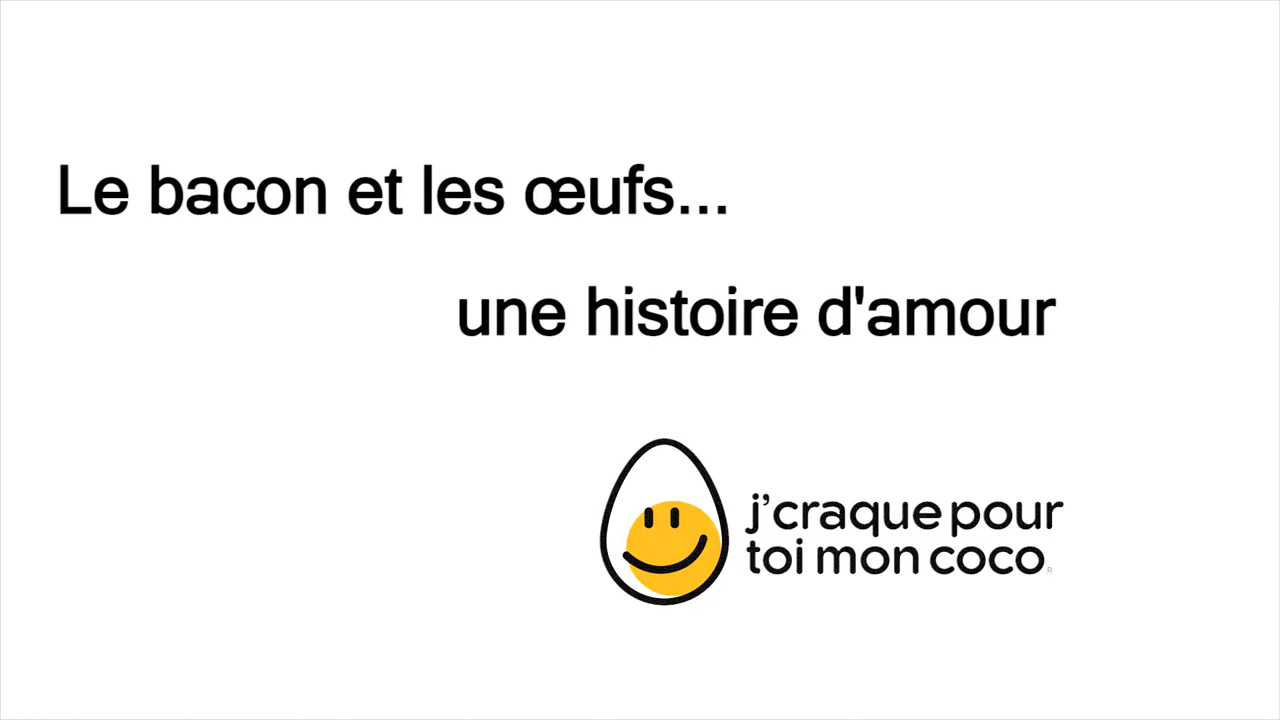 Le bacon et les œufs...
une histoire d'amour
j’craque pour
toi mon coco®